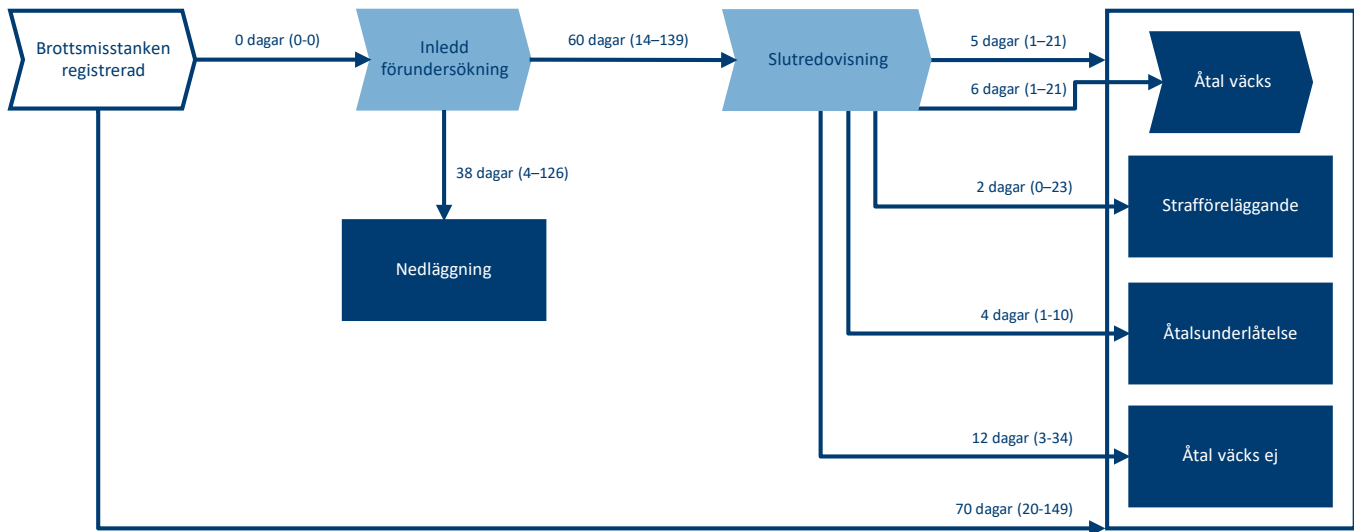 Brottsmisstanken
registrerad
0 dagar (0-0)
Inledd
förundersökning
60 dagar (14–139)
Slutredovisning
5 dagar (1–21)
6 dagar (1–21)
Åtal väcks
38 dagar (4–126)
2 dagar (0–23)
Strafföreläggande
Nedläggning
4 dagar (1-10)
Åtalsunderlåtelse
12 dagar (3-34)
Åtal väcks ej
70 dagar (20-149)